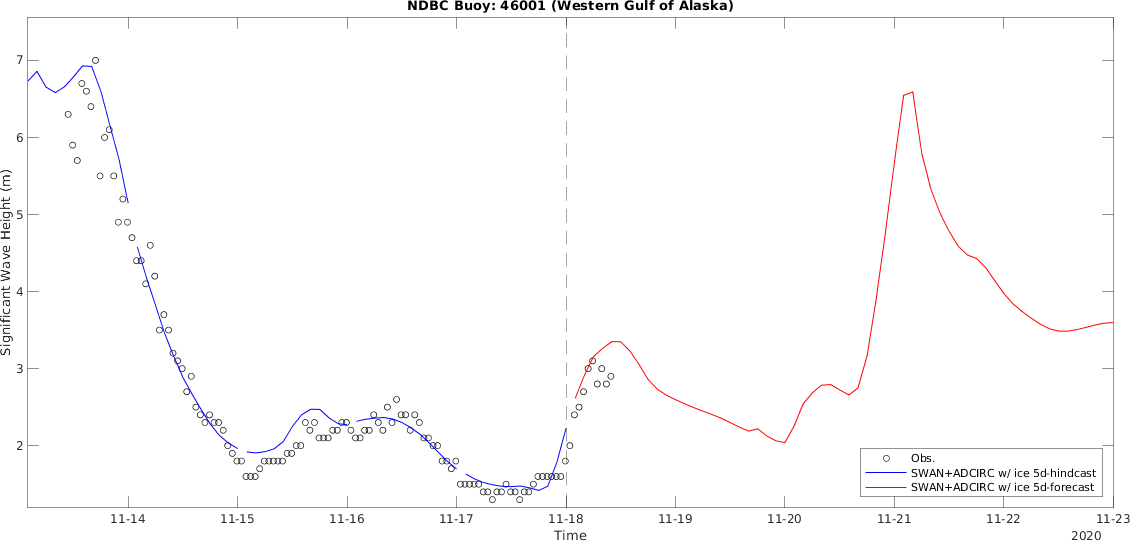 NDBC Buoy: 46001 (Western Gulf of Alaska)
Significant Wave Height (m)
7
6
5
4
3
2
Obs.
SWAN+ADCIRC w/ ice 5d-hindcast
SWAN+ADCIRC w/ ice 5d-forecast
11-14 11-15 11-16 11-17 11-18 11-19 11-20 11-21 11-22 11-23
Time
2020